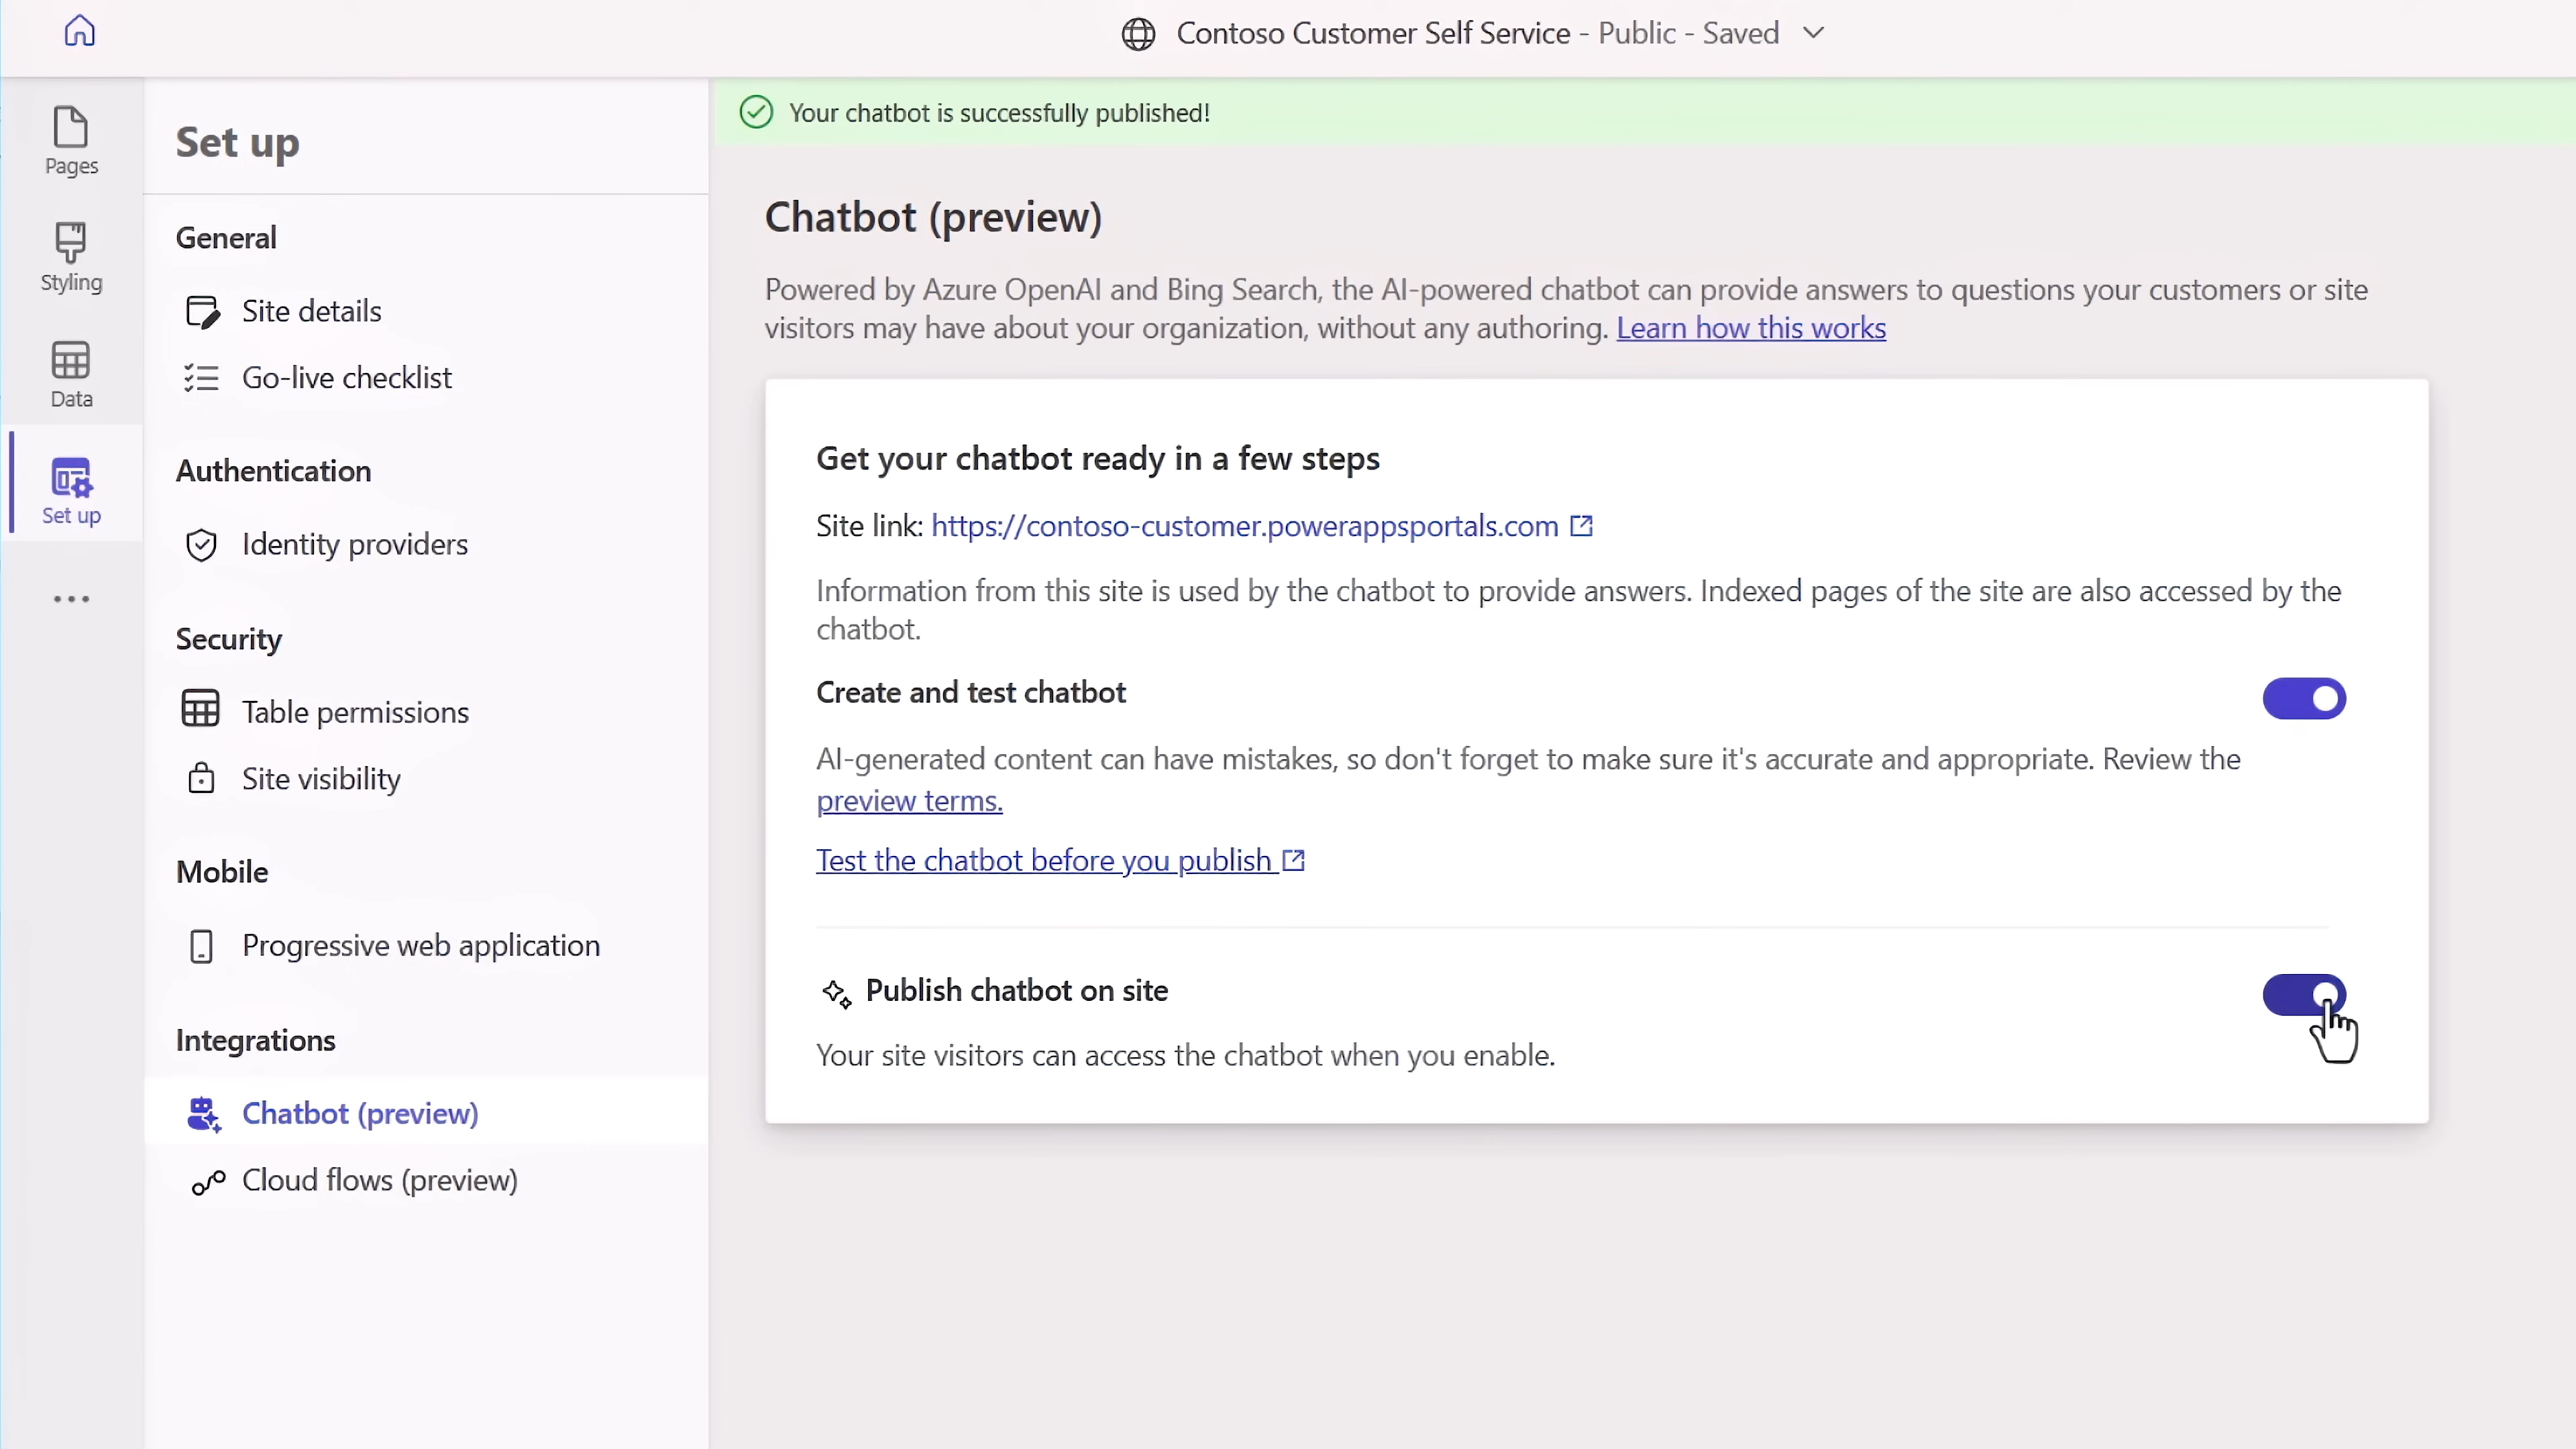 Contoso Customer Self Service - Public - Saved
Pages
Styling
Data
Set up
Set up
General
Site details
Go-live checklist
Authentication
Identity providers
Security
Table permissions
Site visibility
Mobile
Progressive web application
Integrations
Chatbot (preview)
Cloud flows (preview)
Your chatbot is successfully published!
Chatbot (preview)
Powered by Azure OpenAI and Bing Search, the AI-powered chatbot can provide answers to questions your customers or site
visitors may have about your organization, without any authoring. Learn how this works
Get your chatbot ready in a few steps
Site link: https://contoso-customer.powerappsportals.com
Information from this site is used by the chatbot to provide answers. Indexed pages of the site are also accessed by the
chatbot.
Create and test chatbot
AI-generated content can have mistakes, so don't forget to make sure it's accurate and appropriate. Review the
preview terms.
Test the chatbot before you publish
Publish chatbot on site
Your site visitors can access the chatbot when you enable.